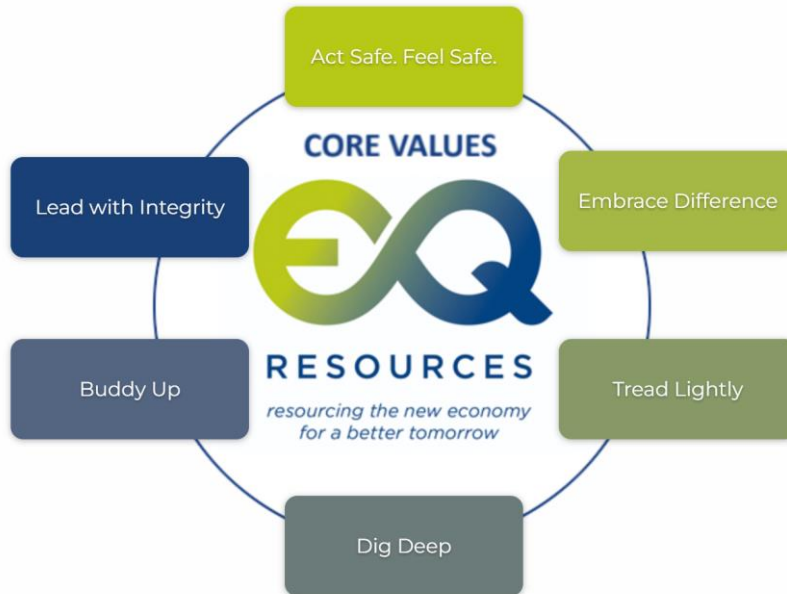 Act Safe. Feel Safe.
CORE VALUES
Lead with Integrity
Embrace Difference
EQ
RESOURCES
resourcing the new economy
for a better tomorrow
Buddy Up
Tread Lightly
Dig Deep